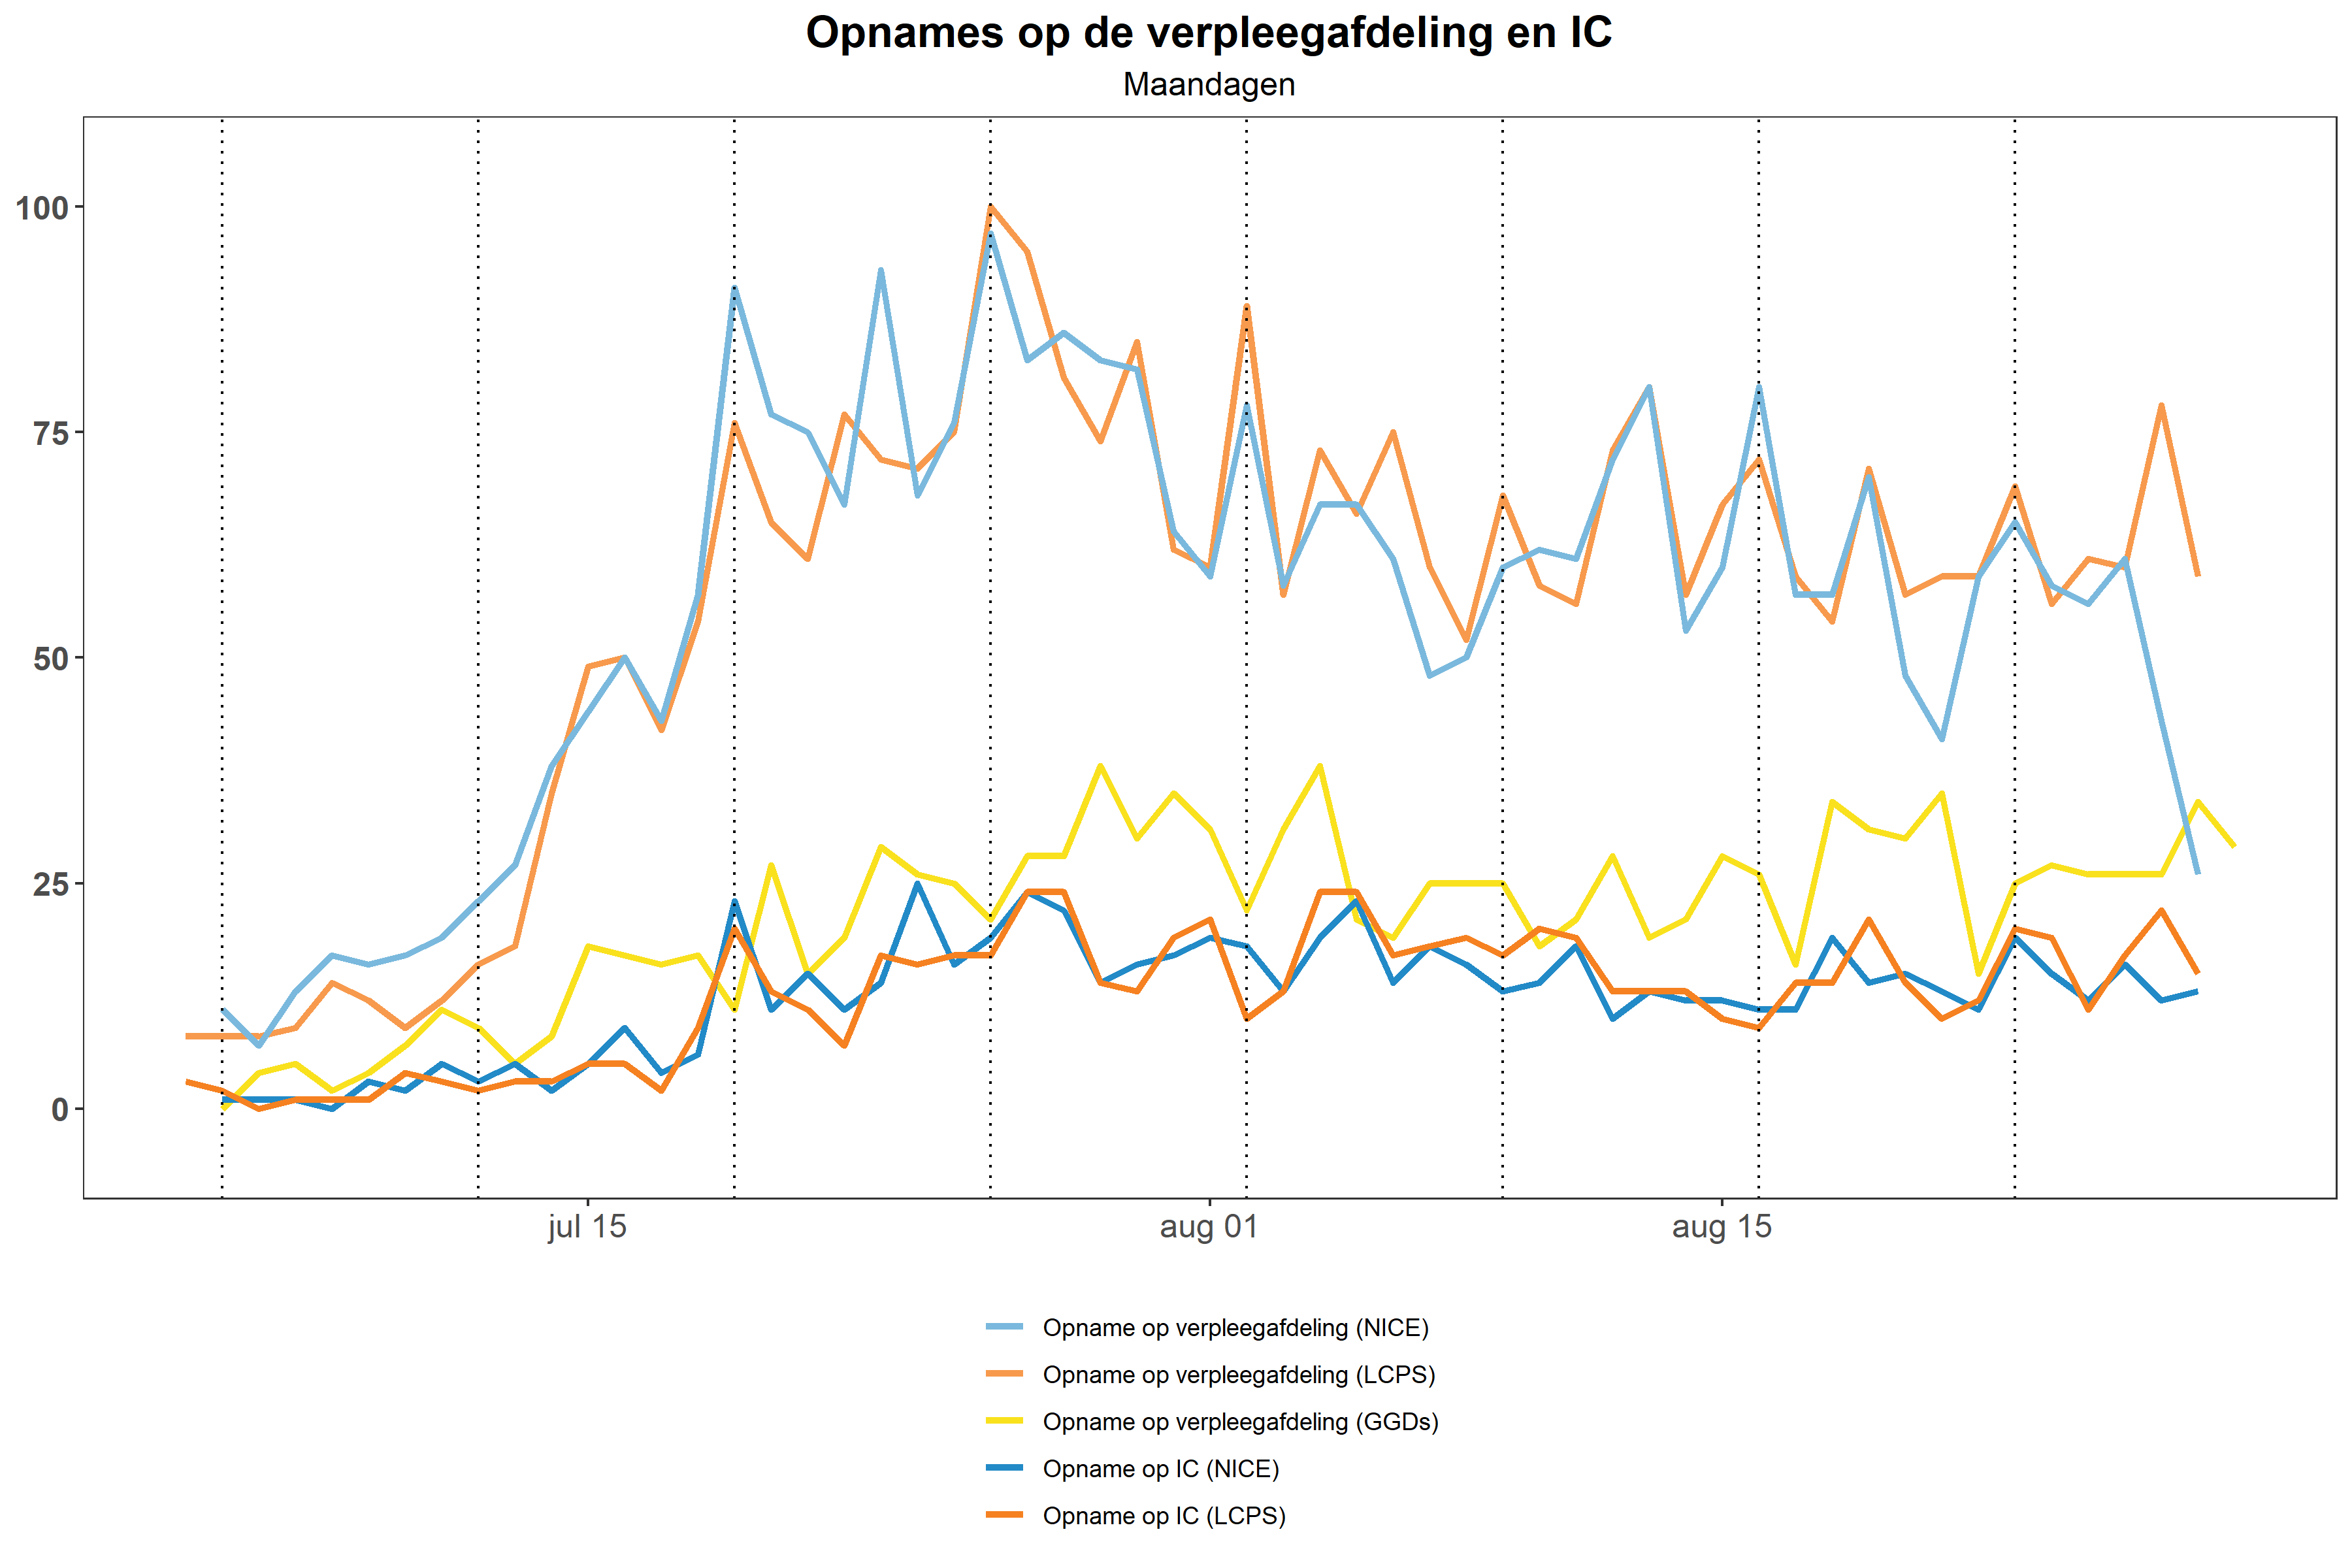 Opnames op de verpleegafdeling en IC
Maandagen
100
75
50
25
0
jul 15 aug 01 aug 15
Opname op verpleegafdeling (NICE)
Opname op verpleegafdeling (LCPS)
Opname op verpleegafdeling (GGDs)
Opname op IC (NICE)
Opname op IC (LCPS)